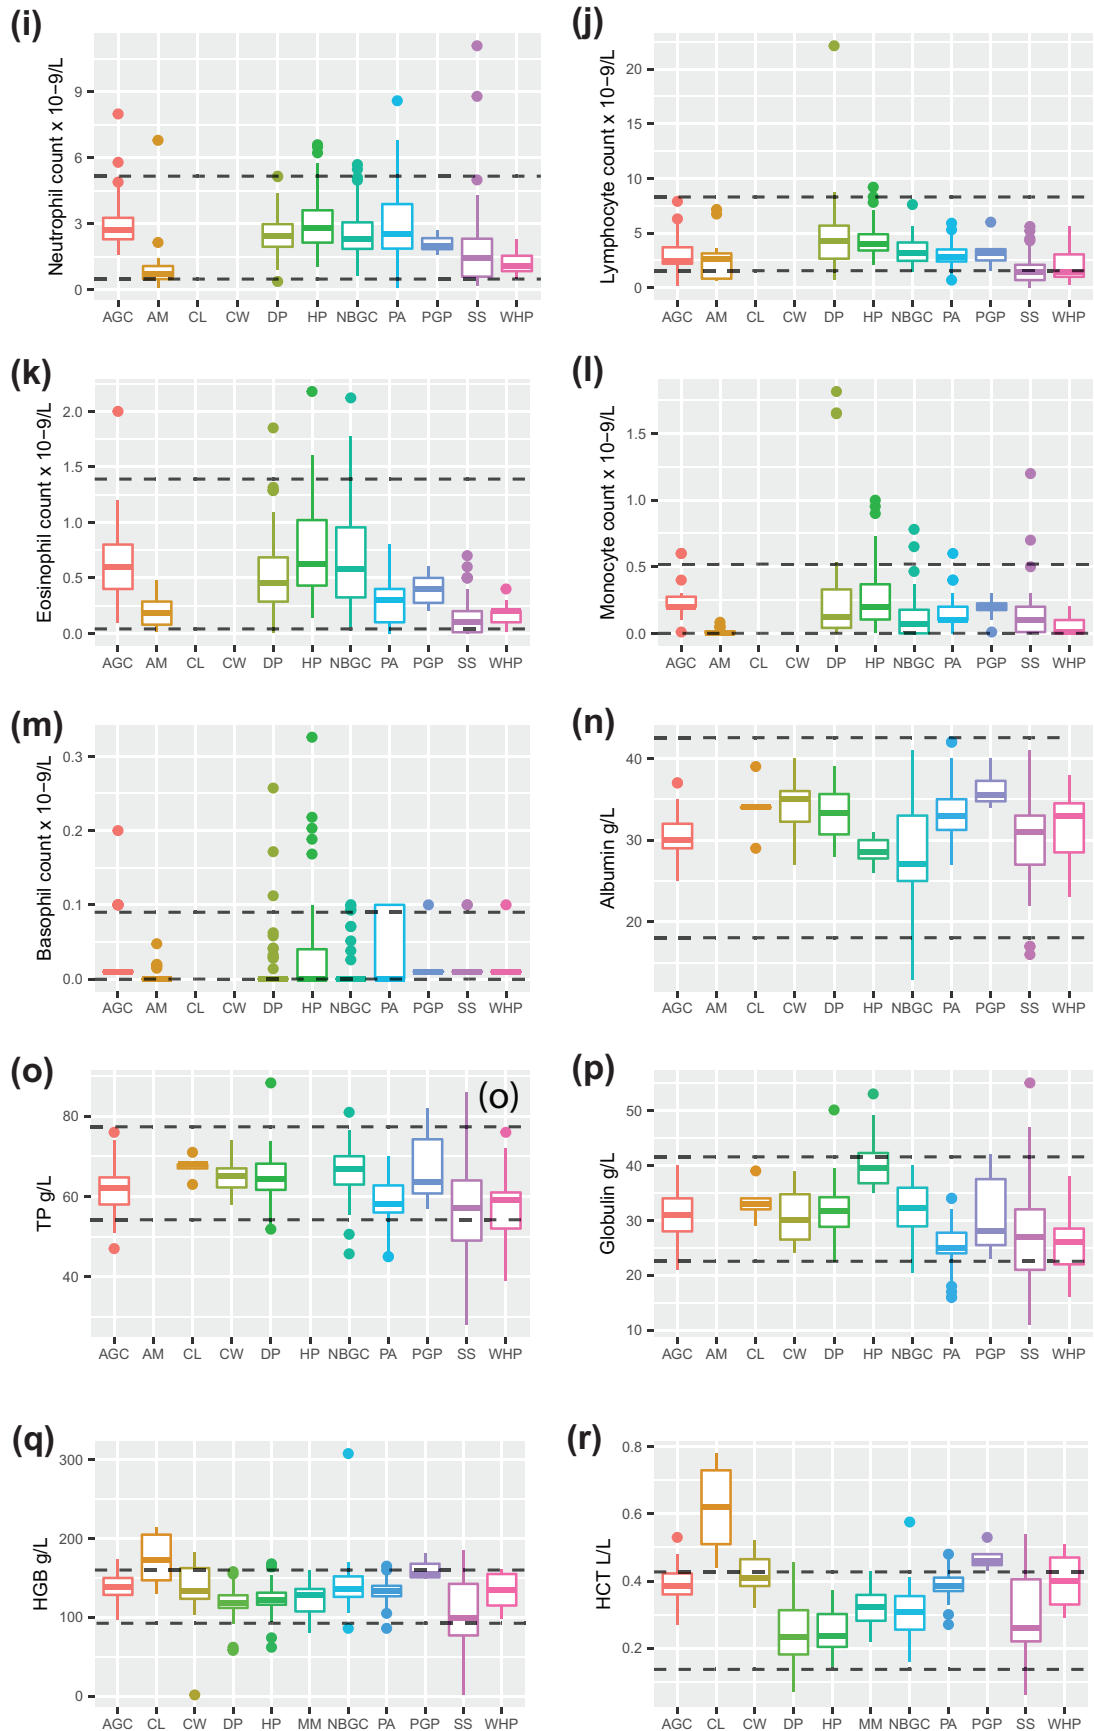 (i)
Neutrophil count x 10−9/L
9
6
3
0
AGC AM CL CW DP HP NBGC PA PGP SS WHP
(j)
Lymphocyte count x 10−9/L
20
15
10
5
0
AGC AM CL CW DP HP NBGC PA PGP SS WHP
(k)
Eosinophil count x 10−9/L
2.0
1.5
1.0
0.5
0.0
AGC AM CL CW DP HP NBGC PA PGP SS WHP
(l)
Monocyte count x 10−9/L
1.5
1.0
0.5
0.0
AGC AM CL CW DP HP NBGC PA PGP SS WHP
(m)
Basophil count x 10−9/L
0.3
0.2
0.1
0.0
AGC AM CL CW DP HP NBGC PA PGP SS WHP
(n)
Albumin g/L
40
30
20
AGC AM CL CW DP HP NBGC PA PGP SS WHP
(o)
(o)
TP g/L
80
60
40
AGC AM CL CW DP HP NBGC PA PGP SS WHP
(p)
Globulin g/L
50
40
30
20
10
AGC AM CL CW DP HP NBGC PA PGP SS WHP
(q)
HGB g/L
300
200
100
0
AGC CL CW DP HP MM NBGC PA PGP SS WHP
(r)
HCT L/L
0.8
0.6
0.4
0.2
AGC CL CW DP HP MM NBGC PA PGP SS WHP